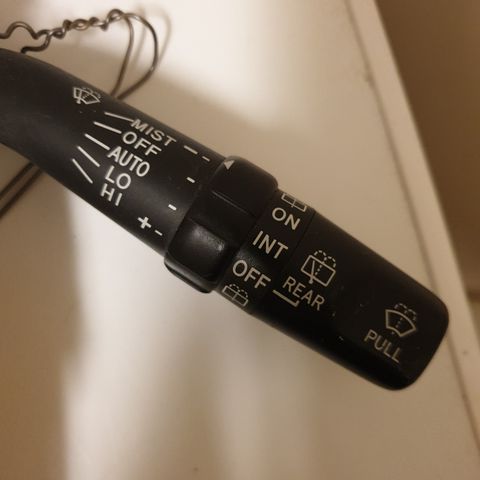 MIST
OFF
AUTO
LO
HI
+
-
ON
INT
OFF
REAR
PULL